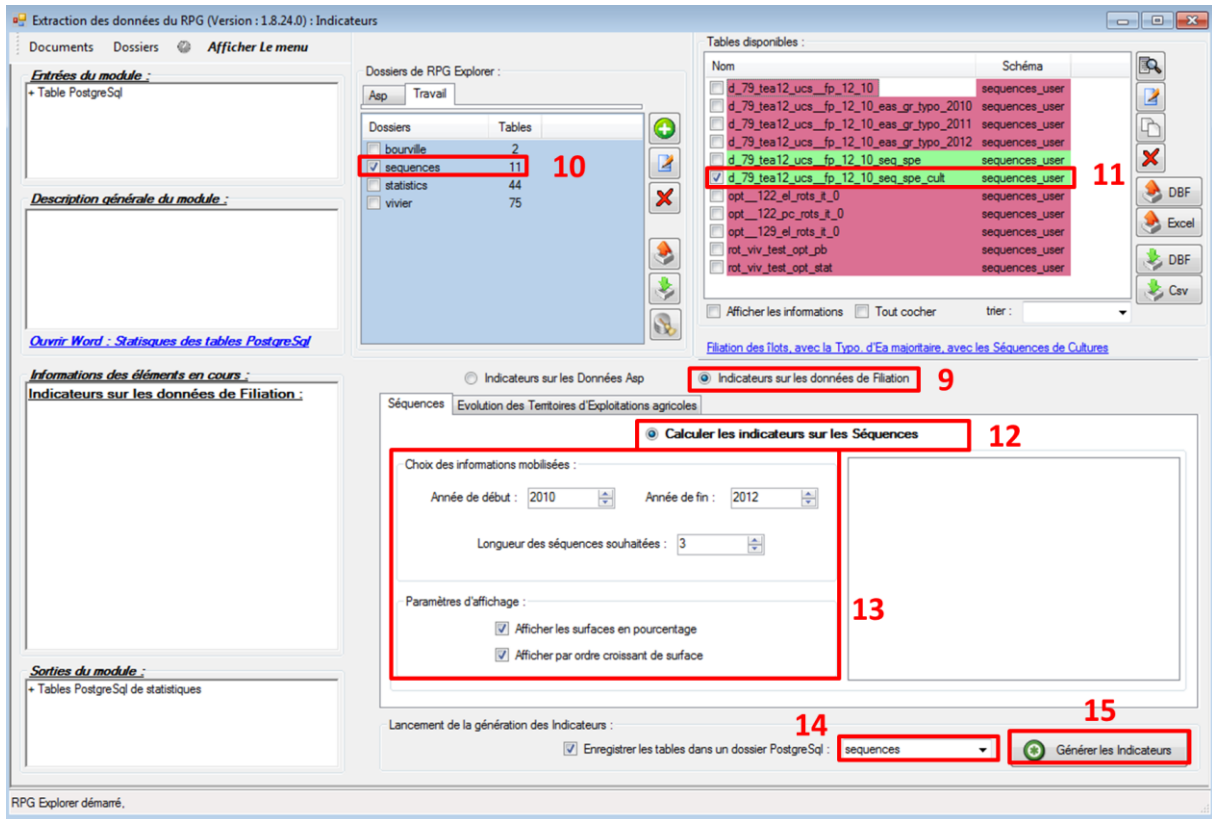 Extraction des données du RPG (Version : 1.8.24.0) : Indicateurs
Documents Dossiers Afficher Le menu
Entrées du module :
+ Table PostgreSql
Description générale du module :
Ouvrir Word : Statisques des tables PostgreSql
Dossiers de RPG Explorer :
Asp Travail
Dossiers Tables
bourville 2
sequences 11
statistics 44
vivier 75
10
Tables disponibles :
Nom Schéma
d_79_tea12_ucs__fp_12_10 sequences_user
d_79_tea12_ucs__fp_12_10_eas_gr_typo_2010 sequences_user
d_79_tea12_ucs__fp_12_10_eas_gr_typo_2011 sequences_user
d_79_tea12_ucs__fp_12_10_eas_gr_typo_2012 sequences_user
d_79_tea12_ucs__fp_12_10_seq_spe sequences_user
d_79_tea12_ucs__fp_12_10_seq_spe_cult sequences_user
opt__122_el_rots_it_0 sequences_user
opt__122_pc_rots_it_0 sequences_user
opt__129_el_rots_it_0 sequences_user
rot_viv_test_opt_pb sequences_user
rot_viv_test_opt_stat sequences_user
11
DBF
Excel
DBF
Csv
Afficher les informations Tout cocher trier :
Filiation des îlots, avec la Typo. d'Ea majoritaire, avec les Séquences de Cultures
Informations des éléments en cours :
Indicateurs sur les données de Filiation :
Indicateurs sur les Données Asp Indicateurs sur les données de Filiation 9
Séquences Evolution des Territoires d'Exploitations agricoles
Calculer les indicateurs sur les Séquences 12
Choix des informations mobilisées :
Année de début : 2010 Année de fin : 2012
Longueur des séquences souhaitées : 3
Paramètres d'affichage :
13
Afficher les surfaces en pourcentage
Afficher par ordre croissant de surface
Sorties du module :
+ Tables PostgreSql de statistiques
Lancement de la génération des Indicateurs :
14
15
Enregistrer les tables dans un dossier PostgreSql : sequences Générer les Indicateurs
RPG Explorer démarré,